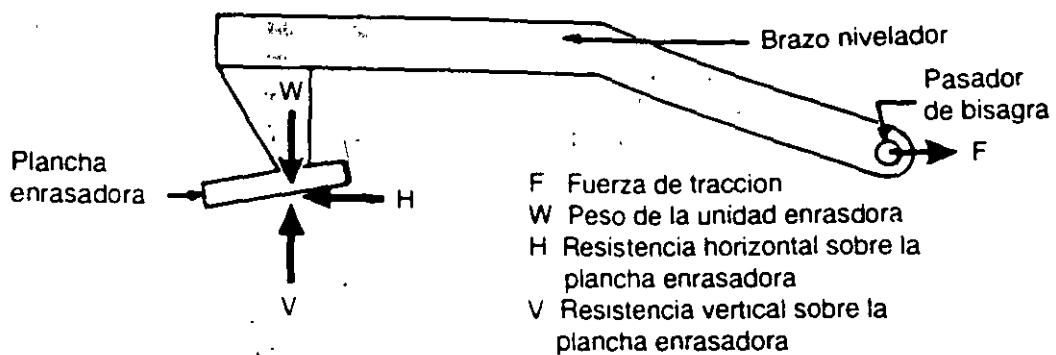 Brazo nivelador
Pasador
de bisagra
W
Plancha
enrasadora
H
F
V
F Fuerza de traccion
W Peso de la unidad enrasdora
H Resistencia horizontal sobre la
plancha enrasadora
V Resistencia vertical sobre la
plancha enrasadora